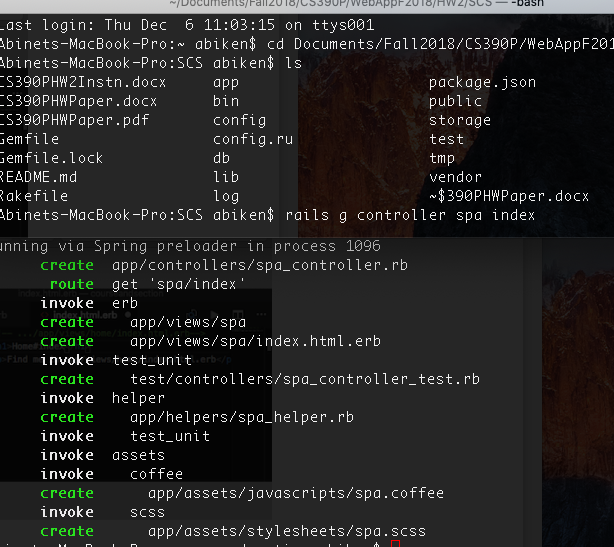 ~/Documents/Fall2018/CS390P/WebAppF2018/HW2/SCS — -bash
Last login: Thu Dec  6 11:03:15 on ttys001
Abinets-MacBook-Pro:~ abiken$ cd Documents/Fall2018/CS390P/WebAppF201
Abinets-MacBook-Pro:SCS abiken$ ls
CS390PHW2Instn.docx app package.json
CS390PHWPaper.docx bin public
CS390PHWPaper.pdf config storage
Gemfile config.ru test
Gemfile.lock db tmp
README.md lib vendor
Rakefile log ~$390PHWPaper.docx
Abinets-MacBook-Pro:SCS abiken$ rails g controller spa index
unning via Spring preloader in process 1096
create app/controllers/spa_controller.rb
route get 'spa/index'
invoke erb
create app/views/spa
create app/views/spa/index.html.erb
invoke test_unit
create test/controllers/spa_controller_test.rb
invoke helper
create app/helpers/spa_helper.rb
invoke test_unit
invoke assets
invoke coffee
create app/assets/javascripts/spa.coffee
invoke scss
create app/assets/stylesheets/spa.scss